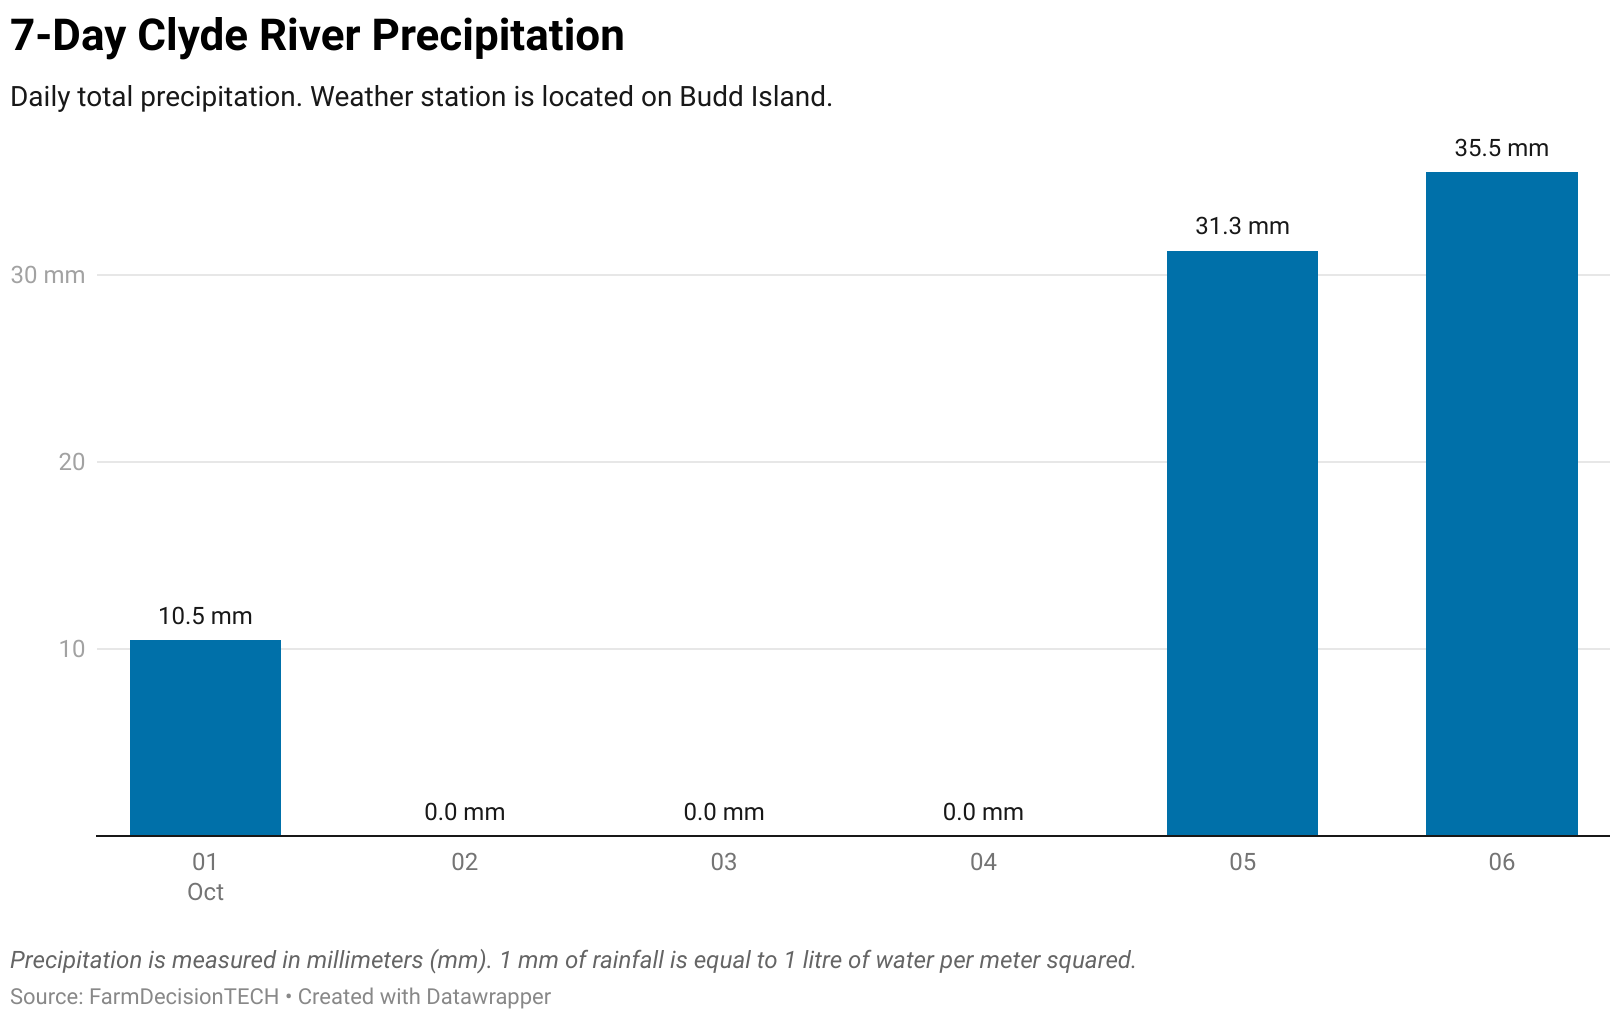 7-Day Clyde River Precipitation
Daily total precipitation. Weather station is located on Budd Island.
35.5 mm
31.3 mm
30 mm
20
10.5 mm
10
0.0 mm 0.0 mm 0.0 mm
01 02 03 04 05 06
Oct
Precipitation is measured in millimeters (mm). 1 mm of rainfall is equal to 1 litre of water per meter squared.
Source: FarmDecisionTECH • Created with Datawrapper